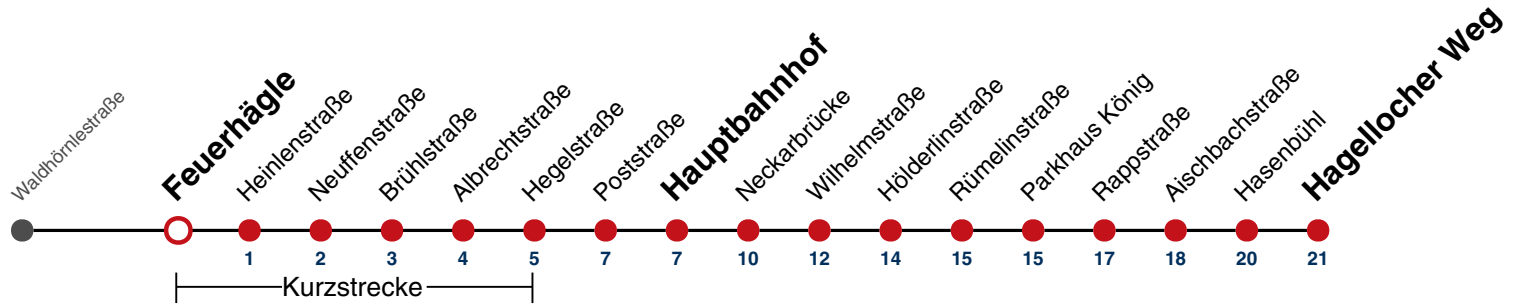 Waldhörnlestraße
Feuerhägle
Heinlenstraße
Neuffenstraße
Brühlstraße
Albrechtstraße
Hegelstraße
Poststraße
Hauptbahnhof
Neckarbrücke
Wilhelmstraße
Hölderlinstraße
Rümelinstraße
Parkhaus König
Rappstraße
Aischbachstraße
Hasenbühl
Hagellocher Weg
1 2 3 4 5 7 7 10 12 14 15 15 17 18 20 21
Kurzstrecke